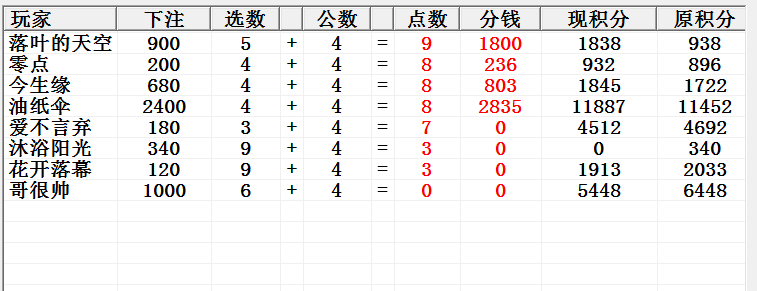 玩家 下注 选数 公数 点数 分钱 现积分 原积分
落叶的天空 900 5 + 4 = 9 1800 1838 938
零点 200 4 + 4 = 8 236 932 896
今生缘 680 4 + 4 = 8 803 1845 1722
油纸伞 2400 4 + 4 = 8 2835 11887 11452
爱不言弃 180 3 + 4 = 7 0 4512 4692
沐浴阳光 340 9 + 4 = 3 0 0 340
花开落幕 120 9 + 4 = 3 0 1913 2033
哥很帅 1000 6 + 4 = 0 0 5448 6448